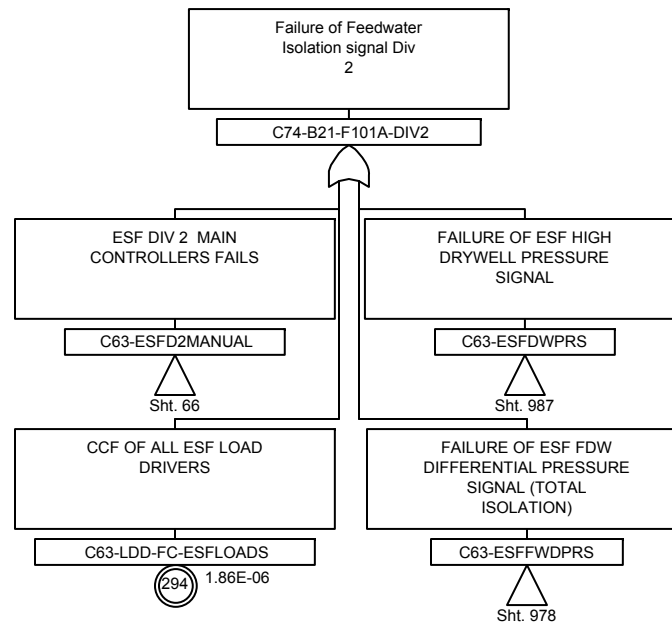 Failure of Feedwater
Isolation signal Div
2
C74-B21-F101A-DIV2
ESF DIV 2 MAIN
CONTROLLERS FAILS
C63-ESFD2MANUAL
Sht. 66
FAILURE OF ESF HIGH
DRYWELL PRESSURE
SIGNAL
C63-ESFDWPRS
Sht. 987
CCF OF ALL ESF LOAD
DRIVERS
C63-LDD-FC-ESFLOADS
294
1.86E-06
FAILURE OF ESF FDW
DIFFERENTIAL PRESSURE
SIGNAL (TOTAL
ISOLATION)
C63-ESFFWDPRS
Sht. 978